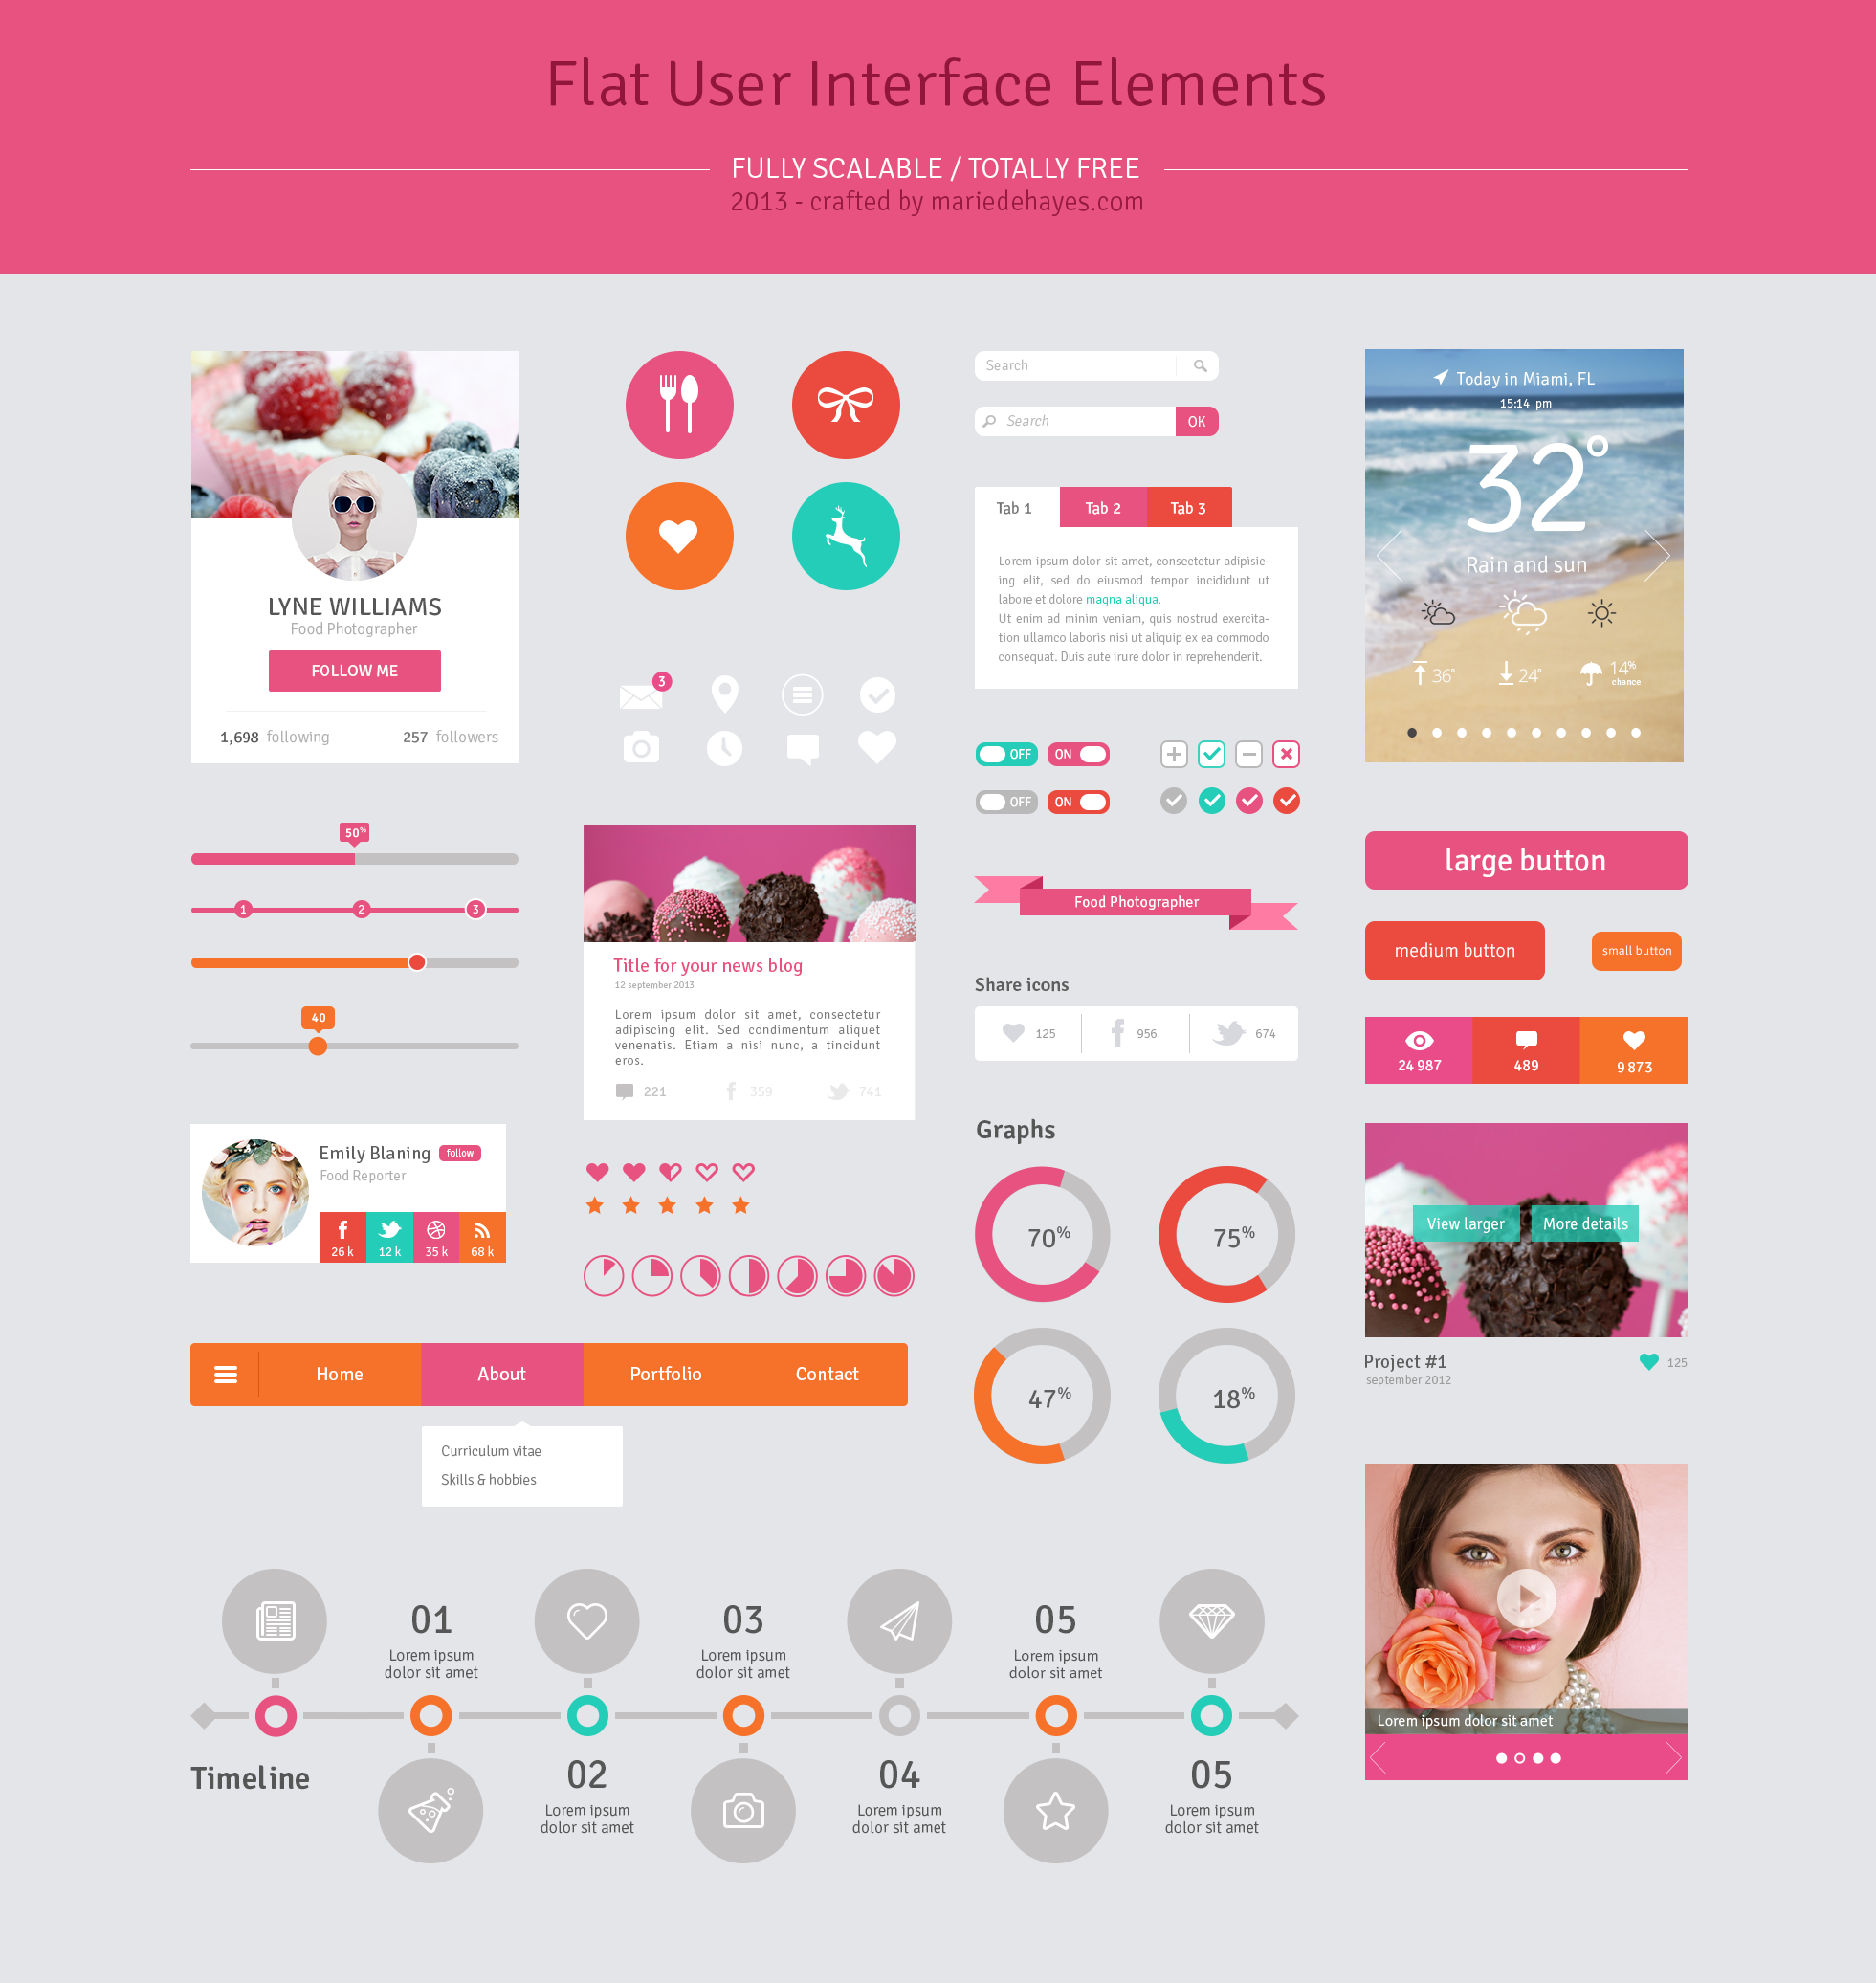 Flat User Interface Elements
FULLY SCALABLE / TOTALLY FREE
2013 - crafted by mariedehayes.com
LYNE WILLIAMS
Food Photographer
FOLLOW ME
1,698 following
257 followers
3
Search
Search
OK
Tab 1
Tab 2
Tab 3
Lorem ipsum dolor sit amet, consectetur adipisic-
ing elit, sed do eiusmod tempor incididunt ut
labore et dolore magna aliqua.
Ut enim ad minim veniam, quis nostrud exercita-
tion ullamco laboris nisi ut aliquip ex ea commodo
consequat. Duis aute irure dolor in reprehenderit.
OFF
ON
OFF
ON
Today in Miami, FL
15:14 pm
32°
Rain and sun
36°
24°
14%
chance
50%
1
2
3
40
Title for your news blog
12 september 2013
Lorem ipsum dolor sit amet, consectetur
adipiscing elit. Sed condimentum aliquet
venenatis. Etiam a nisi nunc, a tincidunt
eros.
221
359
741
Food Photographer
Share icons
125
956
674
large button
medium button
small button
24 987
489
9 873
Emily Blaning
follow
Food Reporter
26 k
12 k
35 k
68 k
Graphs
70%
75%
47%
18%
View larger
More details
Project #1
125
september 2012
Home
About
Portfolio
Contact
Curriculum vitae
Skills & hobbies
01
Lorem ipsum
dolor sit amet
03
Lorem ipsum
dolor sit amet
05
Lorem ipsum
dolor sit amet
Timeline
02
Lorem ipsum
dolor sit amet
04
Lorem ipsum
dolor sit amet
05
Lorem ipsum
dolor sit amet
Lorem ipsum dolor sit amet